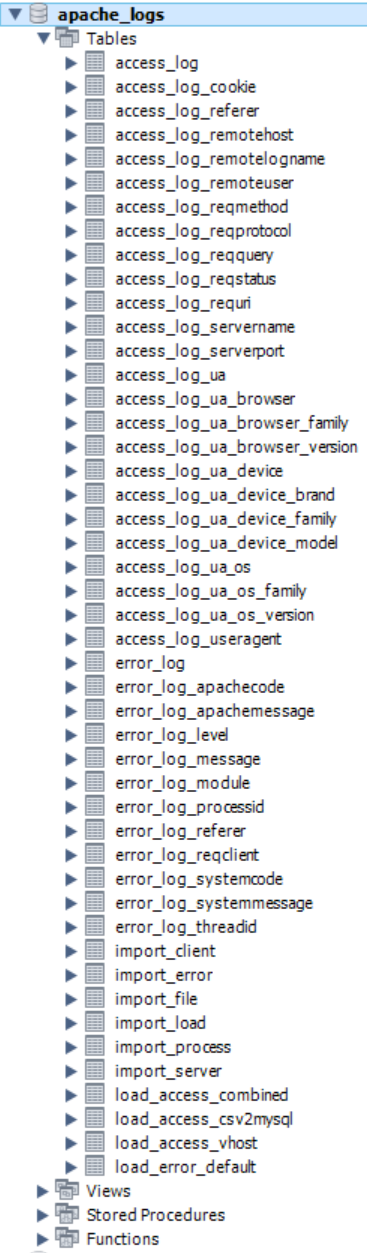 apache_logs
Tables
access_log
access_log_cookie
access_log_referer
access_log_remotehost
access_log_remotelogname
access_log_remoteuser
access_log_reqmethod
access_log_reqprotocol
access_log_reqquery
access_log_reqstatus
access_log_requri
access_log_servername
access_log_serverport
access_log_ua
access_log_ua_browser
access_log_ua_browser_family
access_log_ua_browser_version
access_log_ua_device
access_log_ua_device_brand
access_log_ua_device_family
access_log_ua_device_model
access_log_ua_os
access_log_ua_os_family
access_log_ua_os_version
access_log_useragent
error_log
error_log_apachecode
error_log_apachemessage
error_log_level
error_log_message
error_log_module
error_log_processid
error_log_referer
error_log_reqclient
error_log_systemcode
error_log_systemmessage
error_log_threadid
import_client
import_error
import_file
import_load
import_process
import_server
load_access_combined
load_access_csv2mysql
load_access_vhost
load_error_default
Views
Stored Procedures
Functions